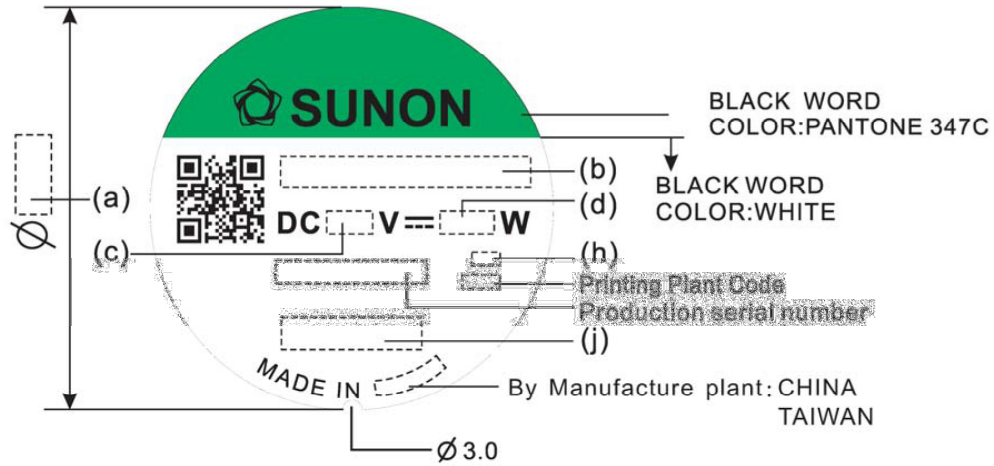 SUNON
BLACK WORD
COLOR:PANTONE 347C
(b)
BLACK WORD
COLOR:WHITE
(a)
Ø
(d)
DC V W
(c)
(h)
Printing Plant Code
Production serial number
(j)
MADE IN
By Manufacture plant: CHINA
TAIWAN
Ø 3.0